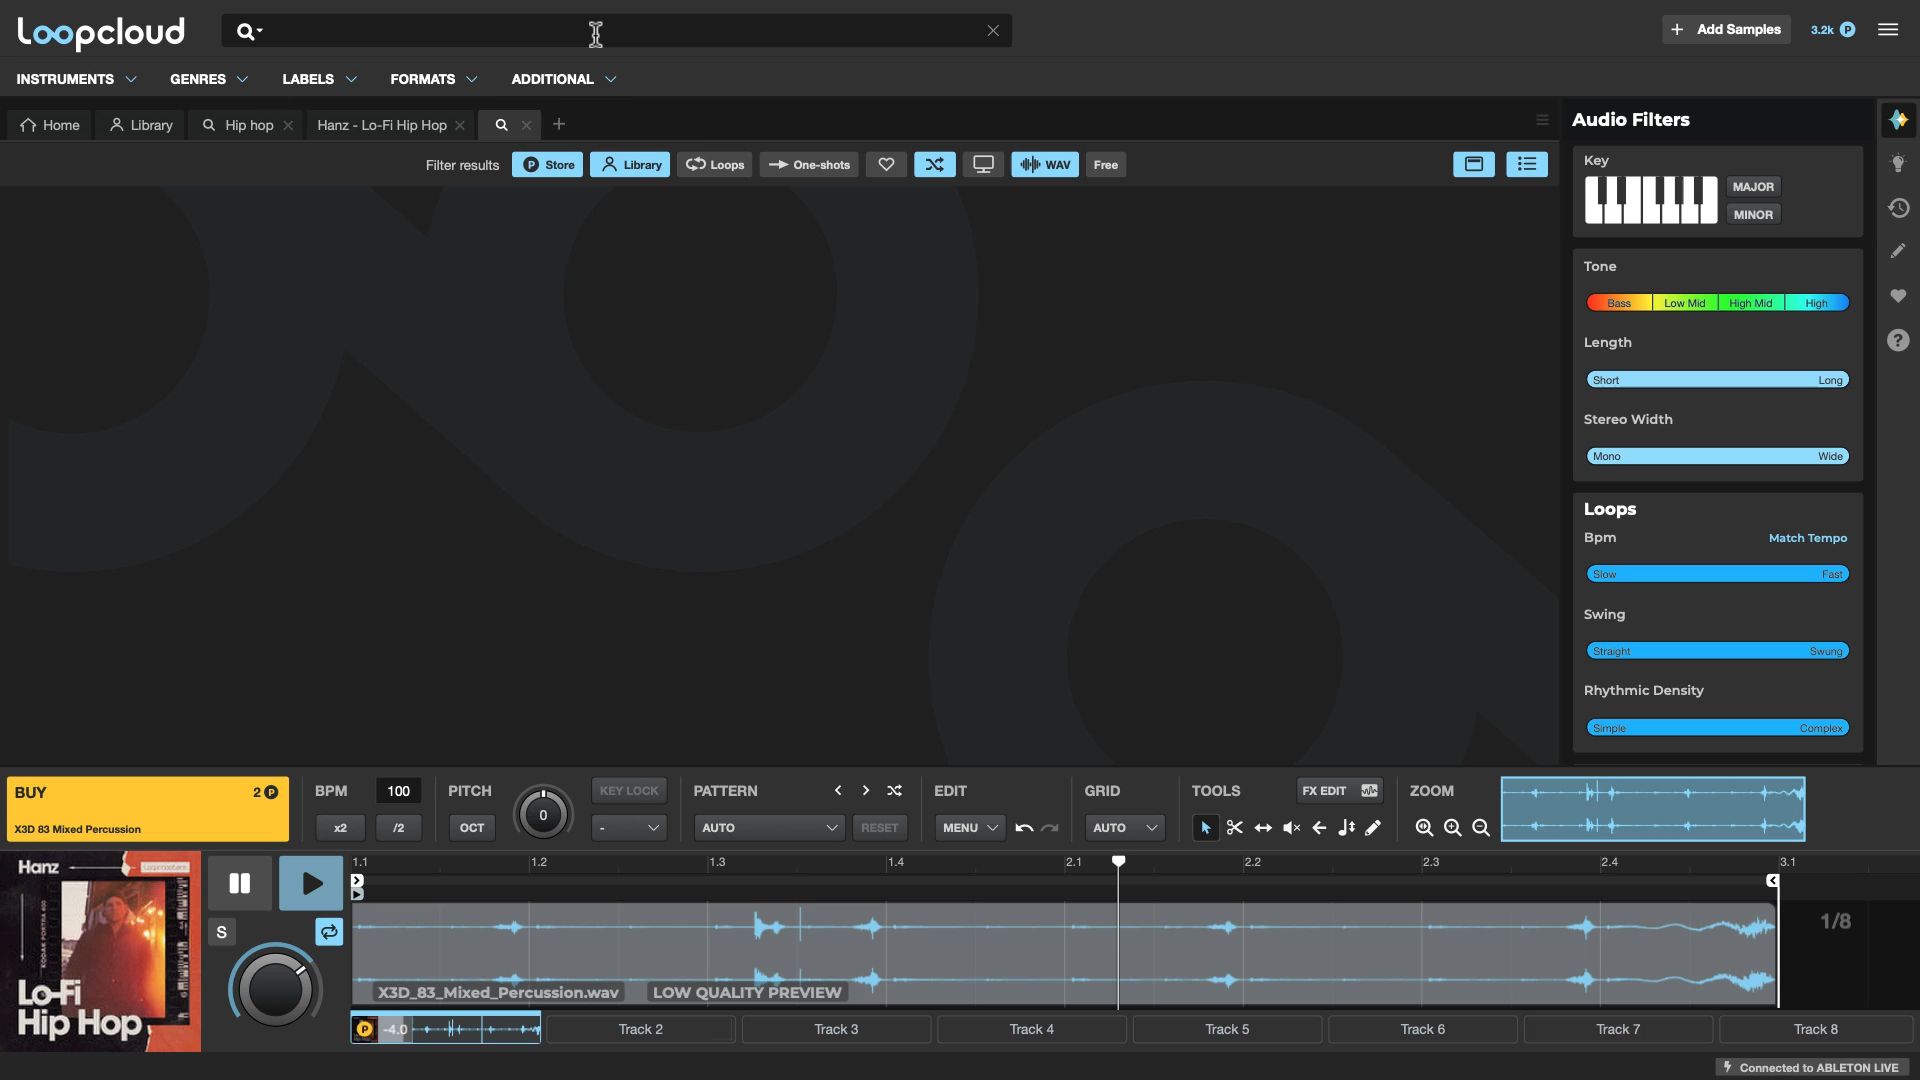 Loopcloud
Add Samples
3.2k P
INSTRUMENTS
GENRES
LABELS
FORMATS
ADDITIONAL
Home
Library
Hip hop
Hanz - Lo-Fi Hip Hop
Filter results
P Store
Library
Loops
One-shots
WAV
Free
Audio Filters
Key
MAJOR
MINOR
Tone
Bass
Low Mid
High Mid
High
Length
Short
Long
Stereo Width
Mono
Wide
Loops
Bpm
Match Tempo
Slow
Fast
Swing
Straight
Swung
Rhythmic Density
Simple
Complex
BUY
2 P
X3D 83 Mixed Percussion
BPM
100
x2
/2
PITCH
OCT
0
KEY LOCK
-
PATTERN
AUTO
RESET
EDIT
MENU
GRID
AUTO
TOOLS
FX EDIT
ZOOM
Hanz
Loopmasters
KODAK PORTRA 400
Lo-Fi
Hip Hop
S
1.1
1.2
1.3
1.4
2.1
2.2
2.3
2.4
3.1
1/8
X3D_83_Mixed_Percussion.wav
LOW QUALITY PREVIEW
P
-4.0
Track 2
Track 3
Track 4
Track 5
Track 6
Track 7
Track 8
Connected to ABLETON LIVE